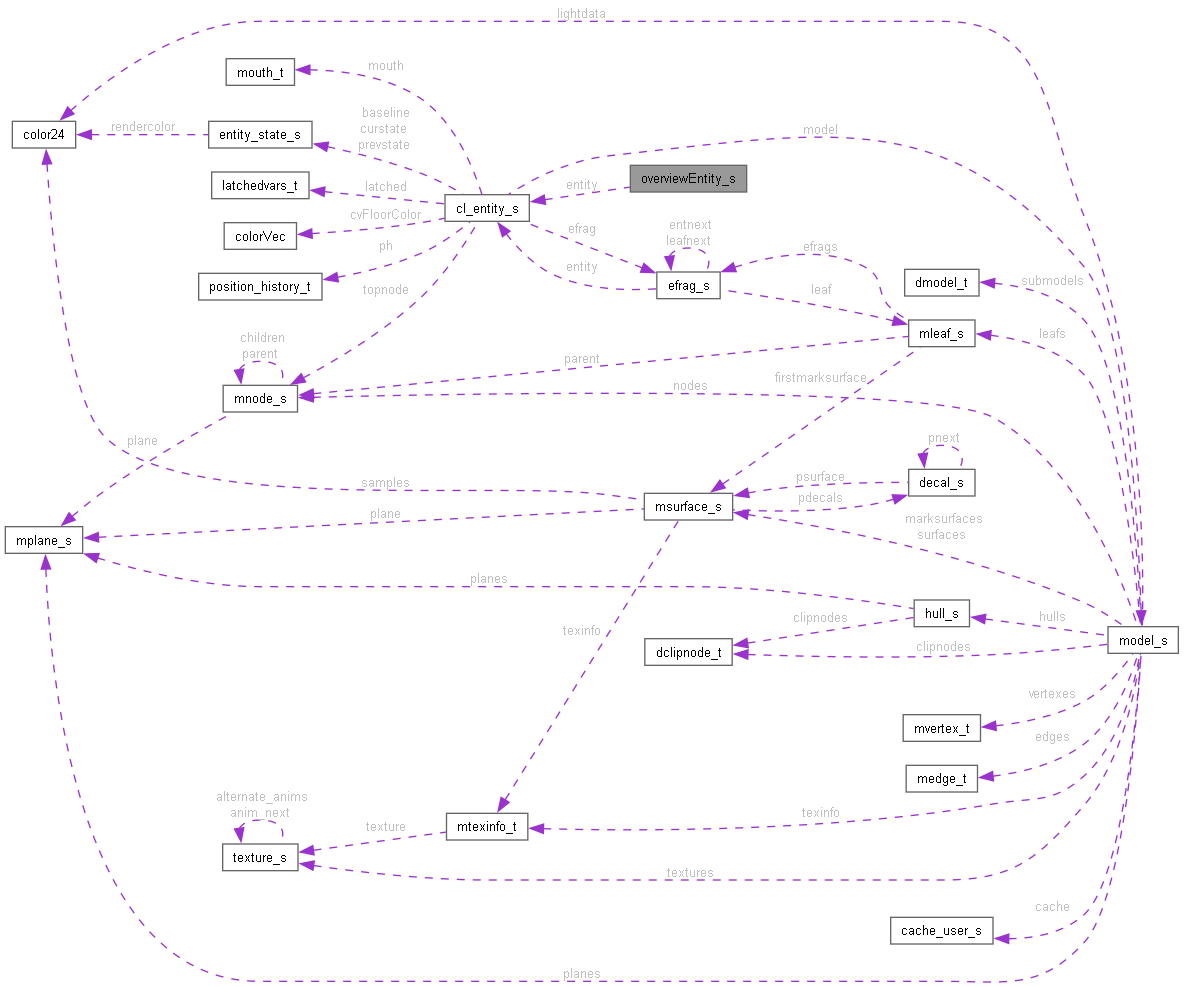 lightdata
mouth_t
mouth
color24
rendercolor
entity_state_s
baseline
curstate
prevstate
model
overviewEntity_s
entity
latchedvars_t
latched
cl_entity_s
cvFloorColor
colorVec
ph
efrag
entnext
leafnext
efrags
position_history_t
topnode
entity
efrag_s
leaf
dmodel_t
submodels
mleaf_s
leafs
children
parent
mnode_s
parent
nodes
firstmarksurface
plane
pnext
samples
psurface
decal_s
pdecals
msurface_s
plane
marksurfaces
surfaces
mplane_s
planes
hull_s
hulls
clipnodes
texinfo
dclipnode_t
clipnodes
model_s
vertexes
mvertex_t
edges
medge_t
alternate_anims
anim_next
texture_s
texture
mtexinfo_t
texinfo
textures
cache
cache_user_s
planes